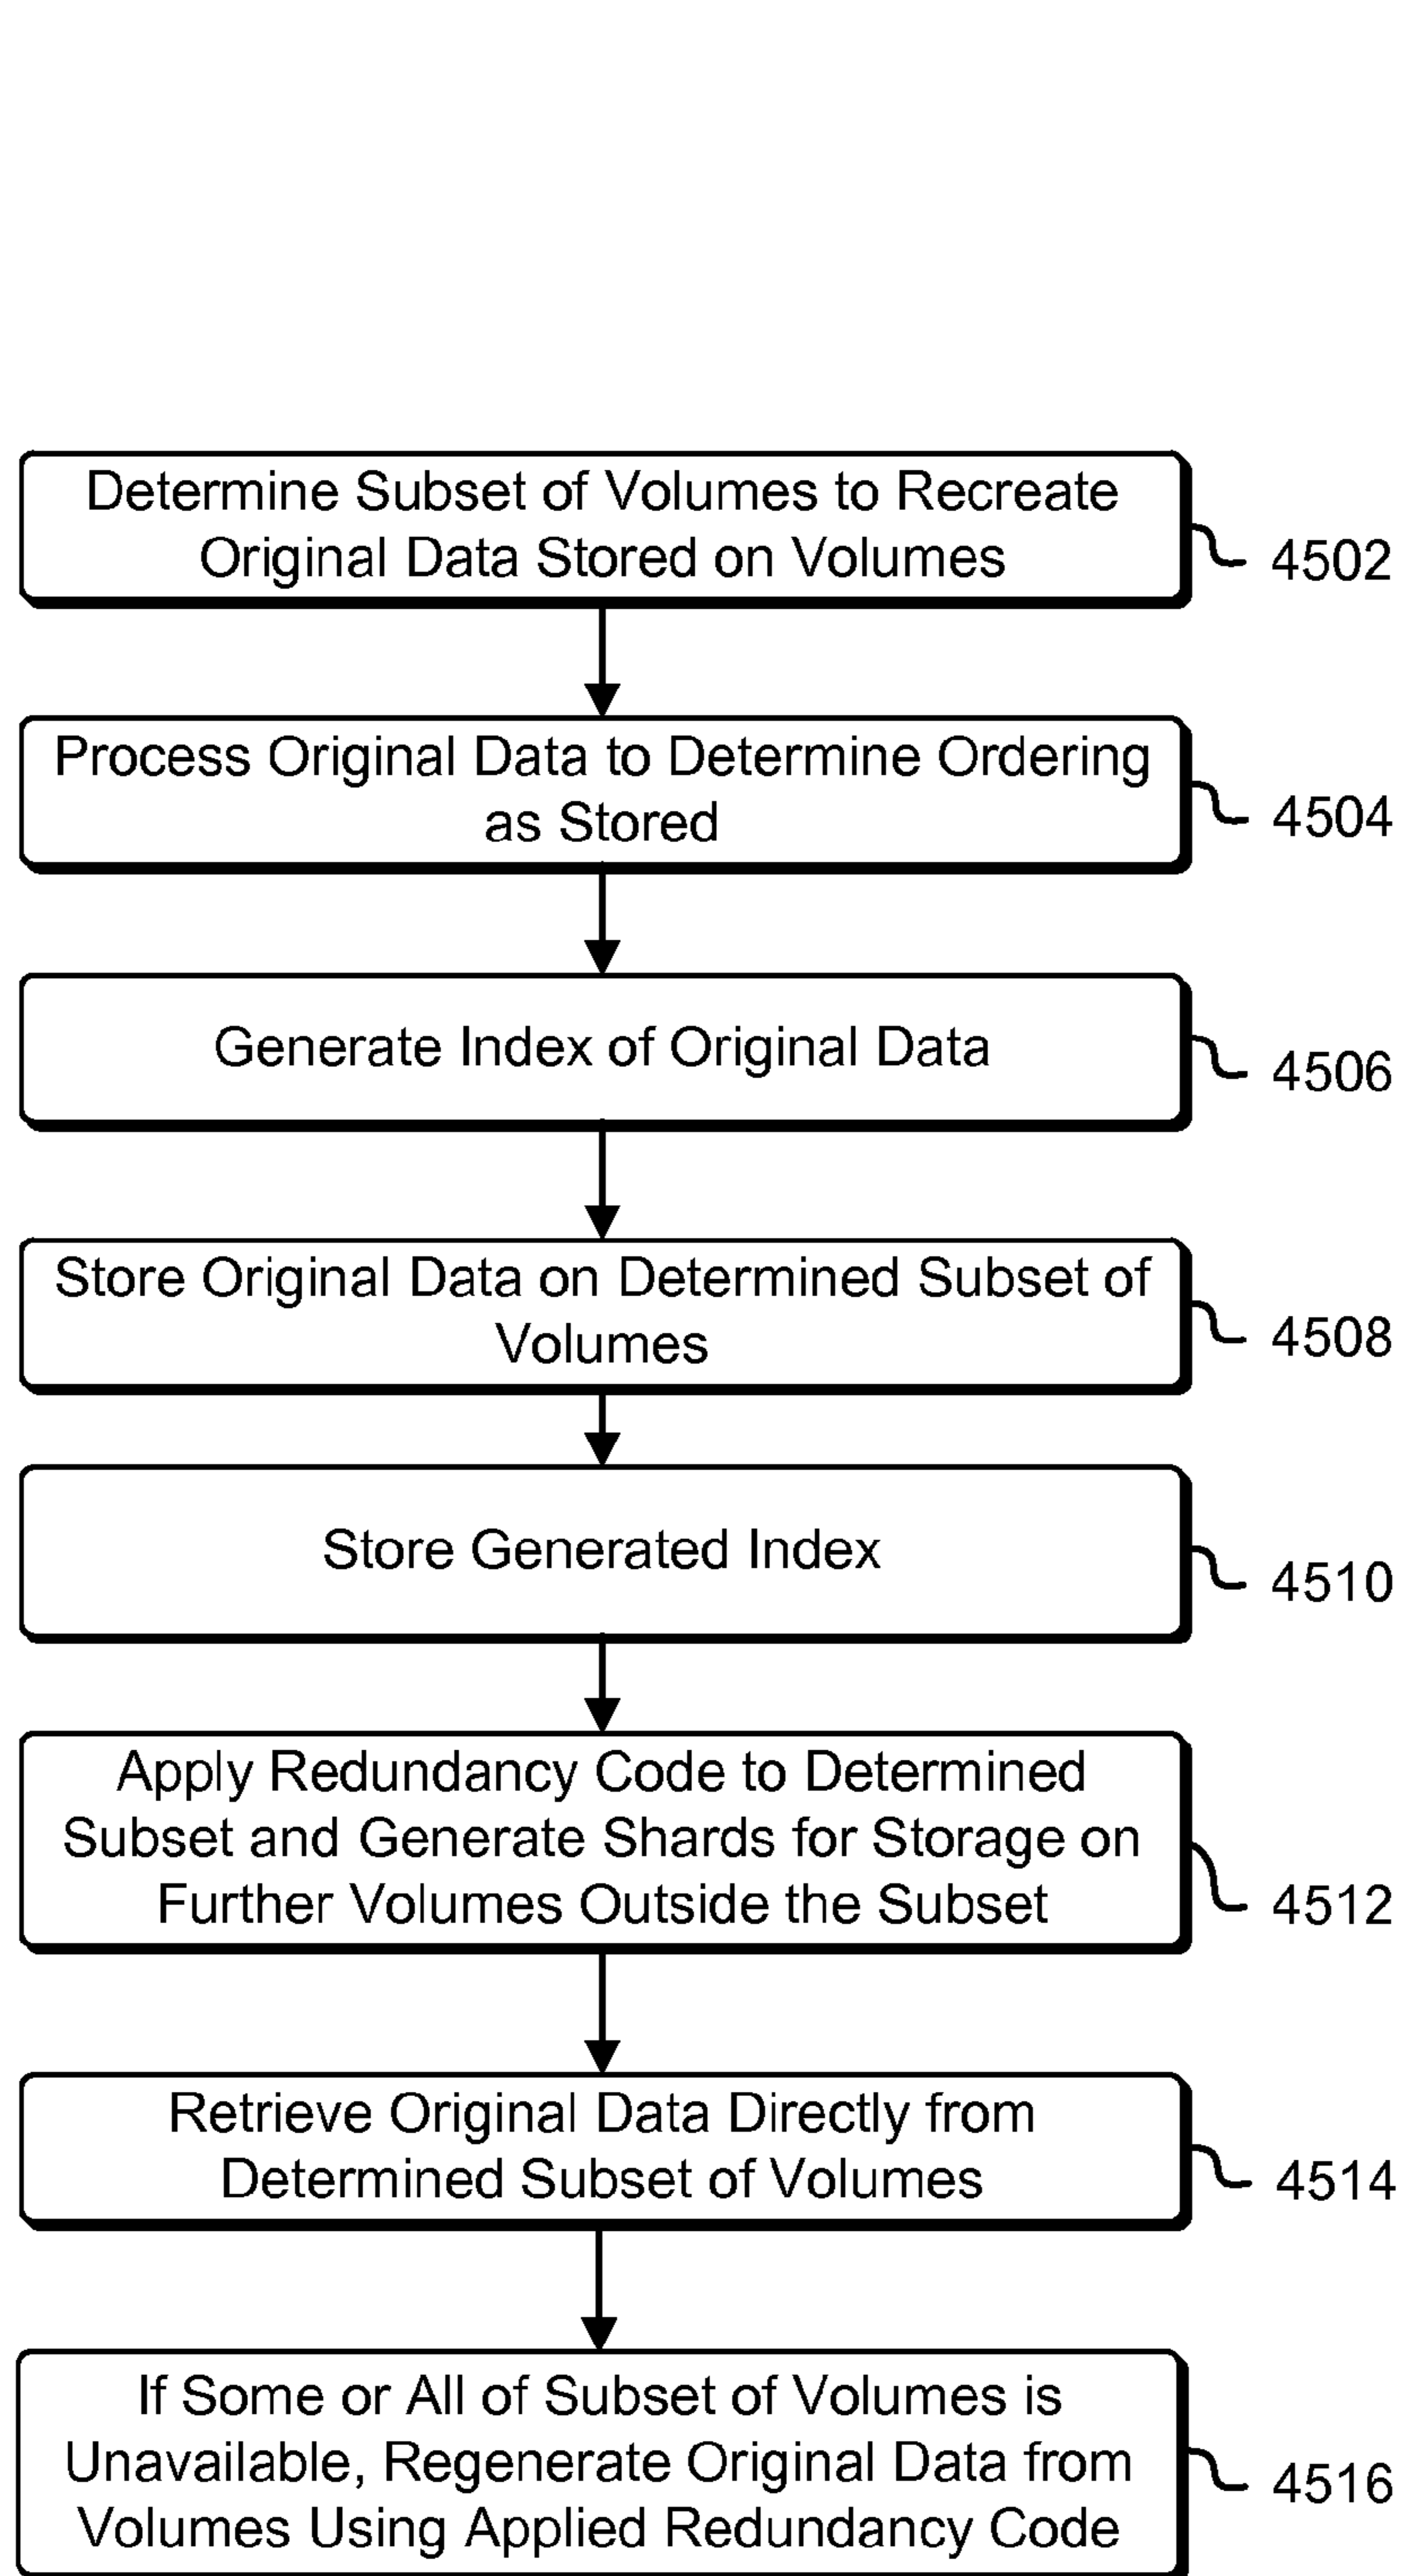 Determine Subset of Volumes to Recreate
Original Data Stored on Volumes
4502
Process Original Data to Determine Ordering
as Stored
4504
Generate Index of Original Data
4506
Store Original Data on Determined Subset of
Volumes
4508
Store Generated Index
4510
Apply Redundancy Code to Determined
Subset and Generate Shards for Storage on
Further Volumes Outside the Subset
4512
Retrieve Original Data Directly from
Determined Subset of Volumes
4514
If Some or All of Subset of Volumes is
Unavailable, Regenerate Original Data from
Volumes Using Applied Redundancy Code
4516